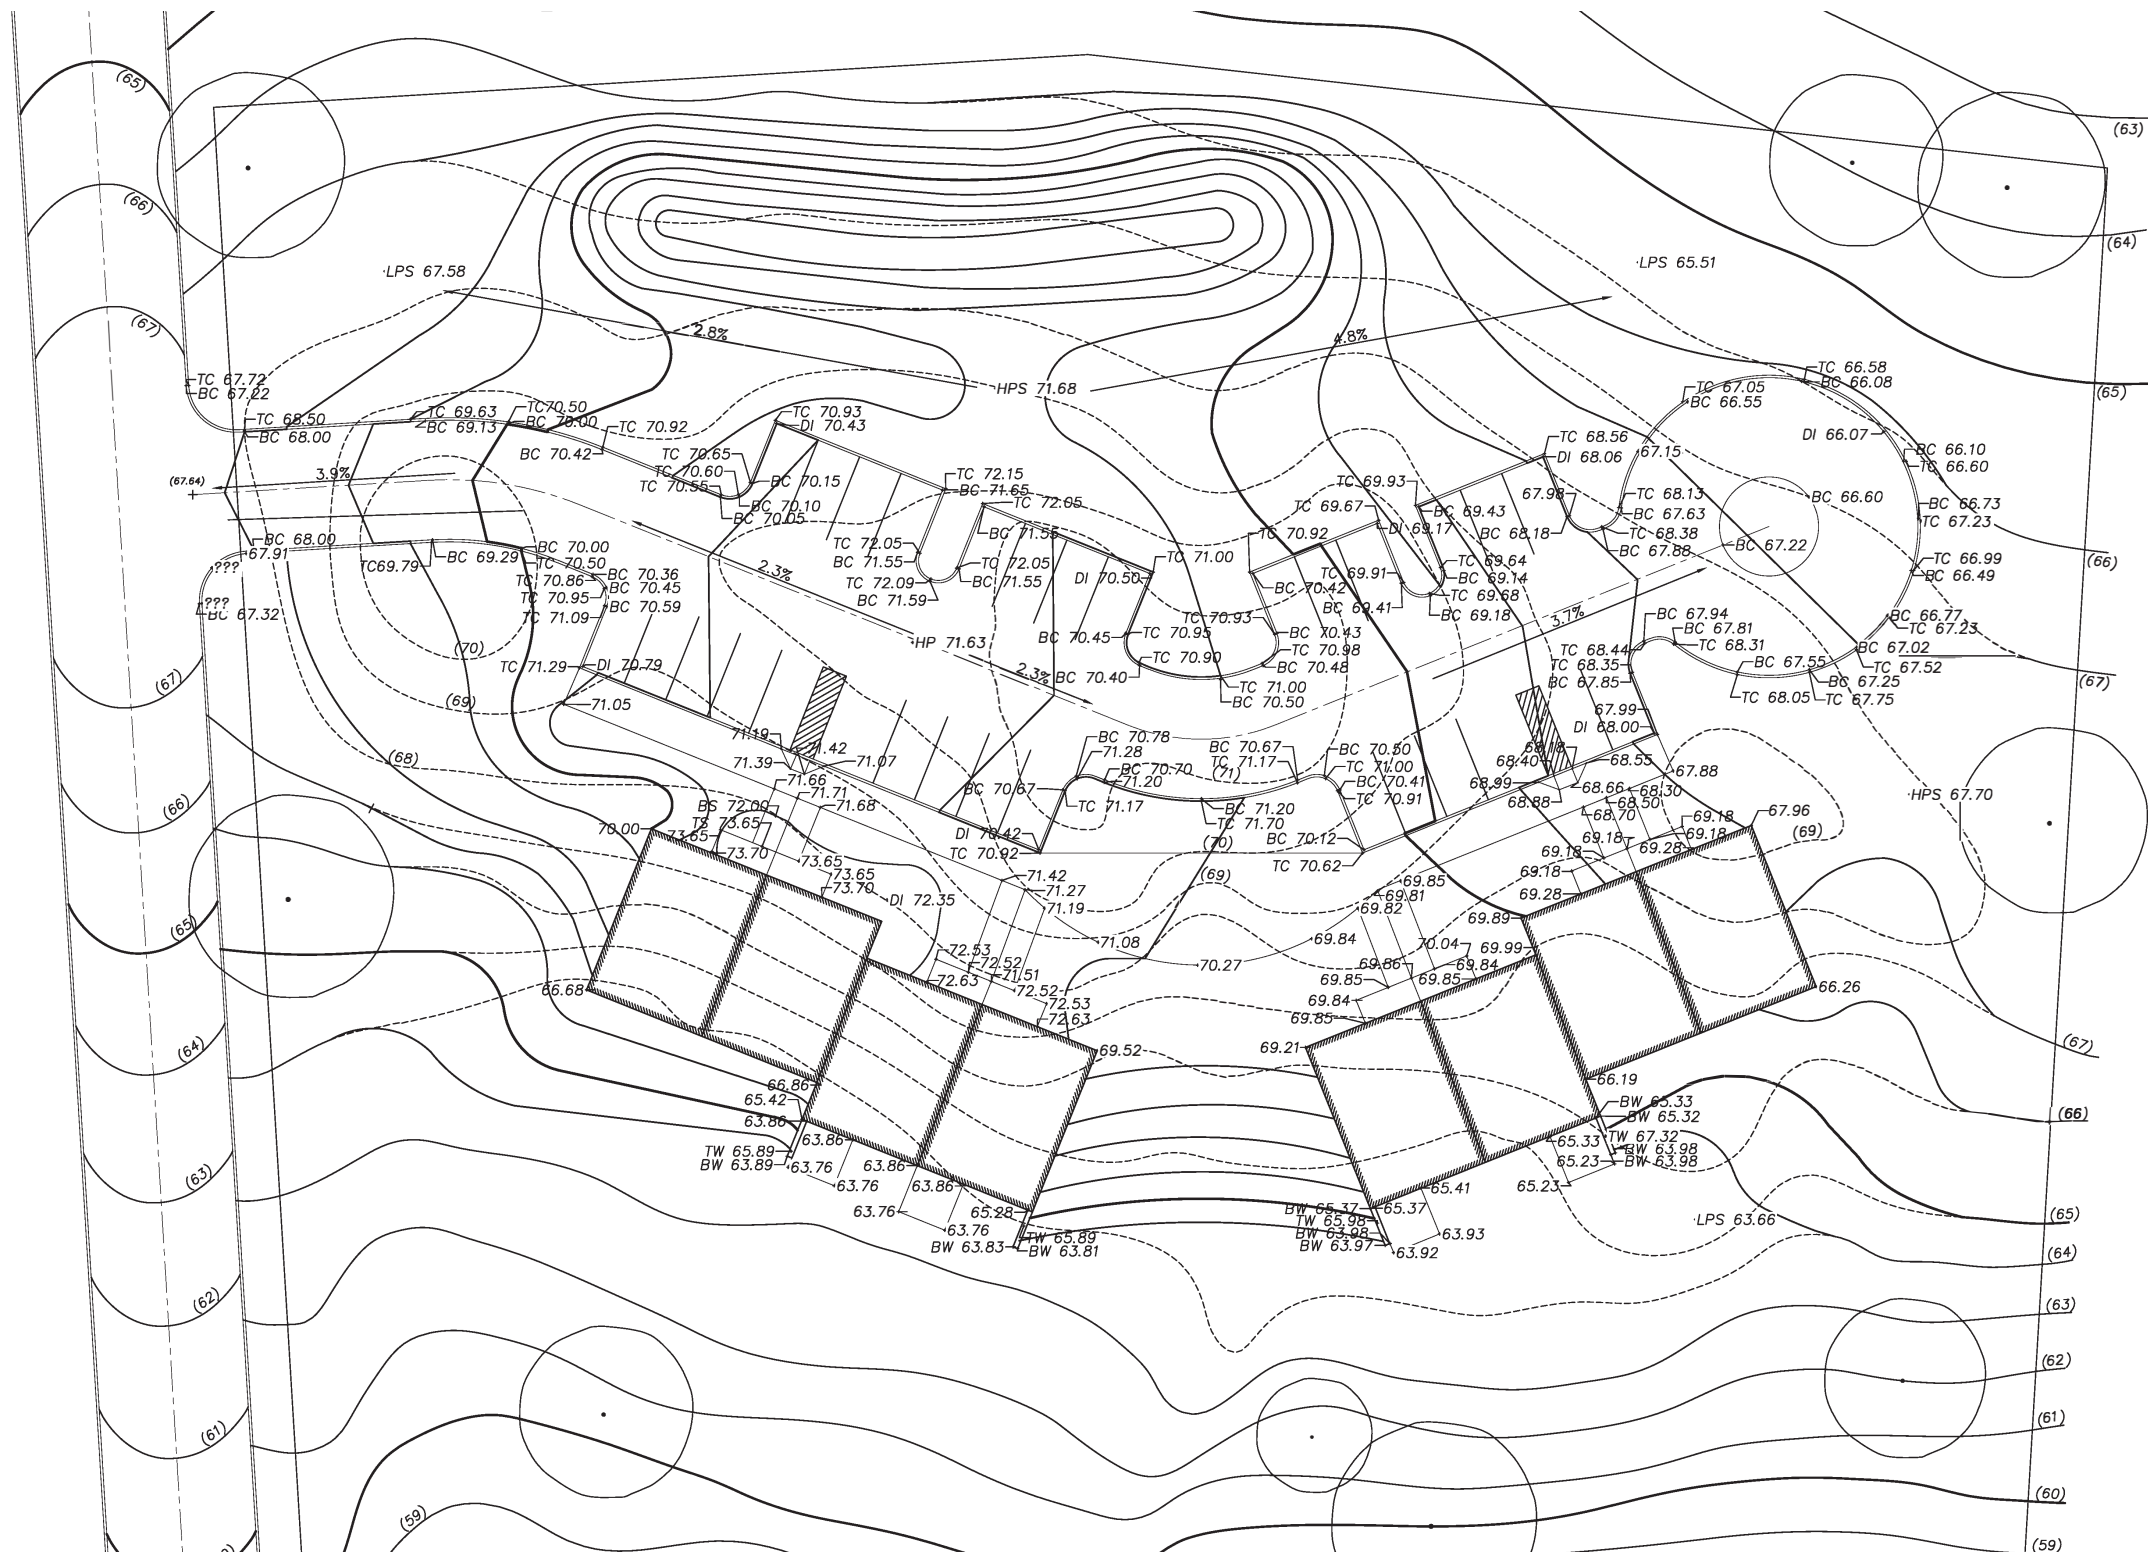 (65)
(63)
(66)
(64)
LPS 67.58
LPS 65.51
(67)
2.8%
4.8%
TC 67.72
BC 67.22
HPS 71.68
TC 66.58
BC 66.08
TC 67.05
BC 66.55
(65)
TC 68.50
BC 68.00
TC 69.63
BC 69.13
TC70.50
BC 70.00
TC 70.92
BC 70.42
TC 70.93
DI 70.43
TC 68.56
DI 68.06
67.15
DI 66.07
BC 66.10
TC 66.60
3.9%
(67.64)
TC 70.65
TC 70.60
TC 70.55
BC 70.15
BC 70.10
BC 70.05
TC 72.15
BC 71.65
TC 72.05
BC 71.55
TC 69.93
TC 69.67
BC 69.43
DI 69.17
67.98
TC 68.13
BC 67.63
BC 66.60
BC 66.73
TC 67.23
BC 68.18
TC 68.38
BC 67.88
BC 67.22
BC 68.00
67.91
???
???
BC 67.32
TC69.79
BC 69.29
BC 70.00
TC 70.50
TC 70.86
BC 70.36
BC 70.45
TC 70.95
BC 70.59
TC 71.09
TC 72.05
BC 71.55
TC 72.09
BC 71.59
TC 72.05
BC 71.55
TC 71.00
DI 70.50
TC 70.92
BC 70.42
TC 69.91
BC 69.41
TC 69.64
BC 69.14
TC 69.68
BC 69.18
TC 66.99
BC 66.49
(66)
2.3%
3.7%
HP 71.63
2.3%
(70)
TC 71.29
DI 70.79
71.05
(69)
(67)
BC 70.45
TC 70.95
TC 70.90
BC 70.40
TC 70.93
BC 70.43
TC 70.98
BC 70.48
TC 71.00
BC 70.50
BC 67.94
BC 67.81
TC 68.31
TC 68.44
TC 68.35
BC 67.85
BC 67.55
TC 68.05
BC 66.77
TC 67.23
BC 67.02
TC 67.52
BC 67.25
TC 67.75
(67)
67.99
DI 68.00
71.19
71.39
71.42
71.07
71.66
71.71
71.68
(68)
BC 70.78
71.28
BC 70.70
71.20
BC 70.67
TC 71.17
BC 70.67
TC 71.17
(71)
BC 70.50
TC 71.00
BC 70.41
TC 70.91
BC 71.20
TC 71.70
68.18
68.40
68.55
67.88
68.99
68.88
68.66
68.30
68.50
68.70
HPS 67.70
(66)
BS 72.00
TS 73.65
73.65
73.70
70.00
DI 70.42
TC 70.92
(70)
BC 70.12
TC 70.62
69.18
69.18
69.18
69.28
67.96
(69)
69.18
69.18
69.28
73.65
73.65
73.70
DI 72.35
71.42
71.27
71.19
71.08
(69)
69.85
69.81
69.82
69.84
70.27
69.89
(65)
72.53
72.52
71.51
72.63
72.52
72.53
72.63
70.04
69.99
69.86
69.84
69.85
69.85
69.84
69.85
66.68
66.26
(64)
69.52
69.21
(67)
66.86
65.42
63.86
63.86
66.19
BW 65.33
BW 65.32
(66)
TW 65.89
BW 63.89
63.76
63.76
63.86
63.86
63.76
63.76
65.33
65.23
65.23
TW 67.32
BW 63.98
BW 63.98
(63)
65.28
TW 65.89
BW 63.83
BW 63.81
BW 65.37
65.37
65.41
TW 65.98
BW 63.98
BW 63.97
63.92
63.93
LPS 63.66
(65)
(64)
(62)
(63)
(62)
(61)
(61)
(60)
(59)
(59)